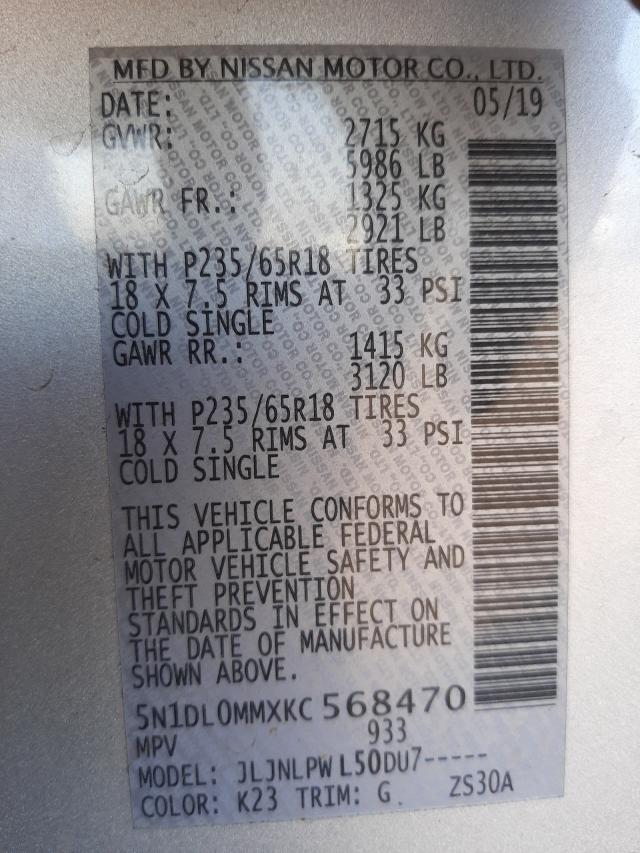 MFD BY NISSAN MOTOR CO., LTD.
DATE: 05/19
GVWR: 2715 KG
5986 LB
GAWR FR.: 1325 KG
2921 LB
WITH P235/65R18 TIRES
18 X 7.5 RIMS AT 33 PSI
COLD SINGLE
GAWR RR.: 1415 KG
3120 LB
WITH P235/65R18 TIRES
18 X 7.5 RIMS AT 33 PSI
COLD SINGLE
THIS VEHICLE CONFORMS TO
ALL APPLICABLE FEDERAL
MOTOR VEHICLE SAFETY AND
THEFT PREVENTION
STANDARDS IN EFFECT ON
THE DATE OF MANUFACTURE
SHOWN ABOVE.
5N1DL0MMXKC 568470
MPV 933
MODEL: JLJNLPW L50DU7-----
COLOR: K23 TRIM: G ZS30A